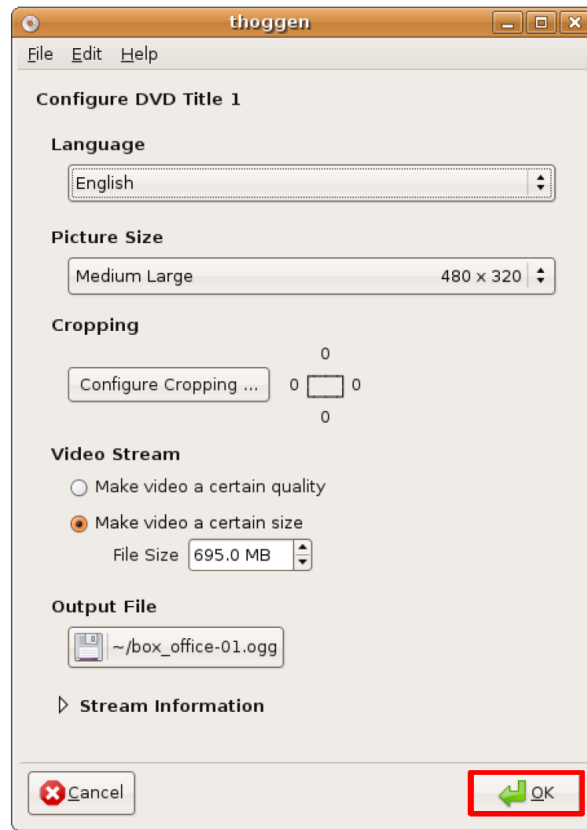 thoggen
File Edit Help
Configure DVD Title 1
Language
English
Picture Size
Medium Large 480 x 320
Cropping
0
Configure Cropping ... 0 0
0
Video Stream
Make video a certain quality
Make video a certain size
File Size 695.0 MB
Output File
~/box_office-01.ogg
Stream Information
Cancel OK